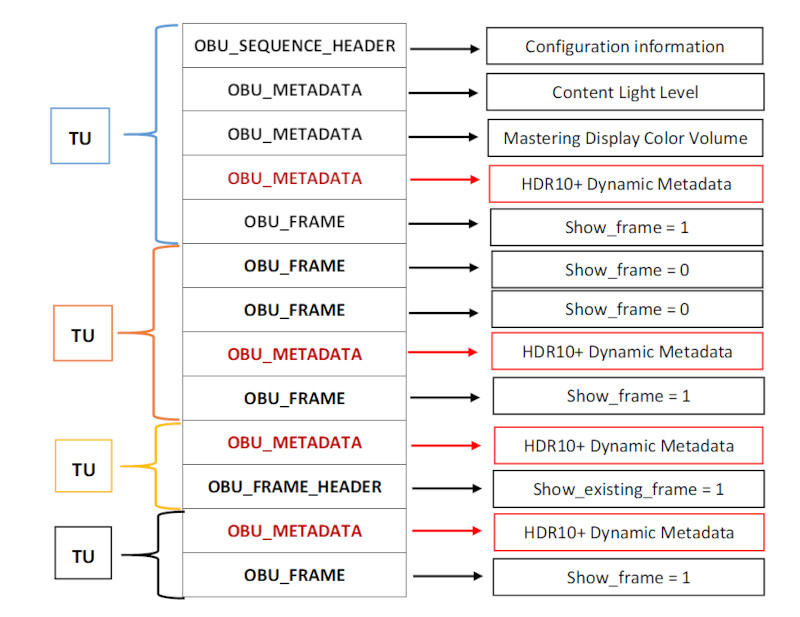 OBU_SEQUENCE_HEADER
Configuration information
OBU_METADATA
Content Light Level
TU
OBU_METADATA
Mastering Display Color Volume
OBU_METADATA
HDR10+ Dynamic Metadata
OBU_FRAME
Show_frame = 1
OBU_FRAME
Show_frame = 0
OBU_FRAME
Show_frame = 0
TU
OBU_METADATA
HDR10+ Dynamic Metadata
OBU_FRAME
Show_frame = 1
OBU_METADATA
HDR10+ Dynamic Metadata
TU
OBU_FRAME_HEADER
Show_existing_frame = 1
OBU_METADATA
HDR10+ Dynamic Metadata
TU
OBU_FRAME
Show_frame = 1